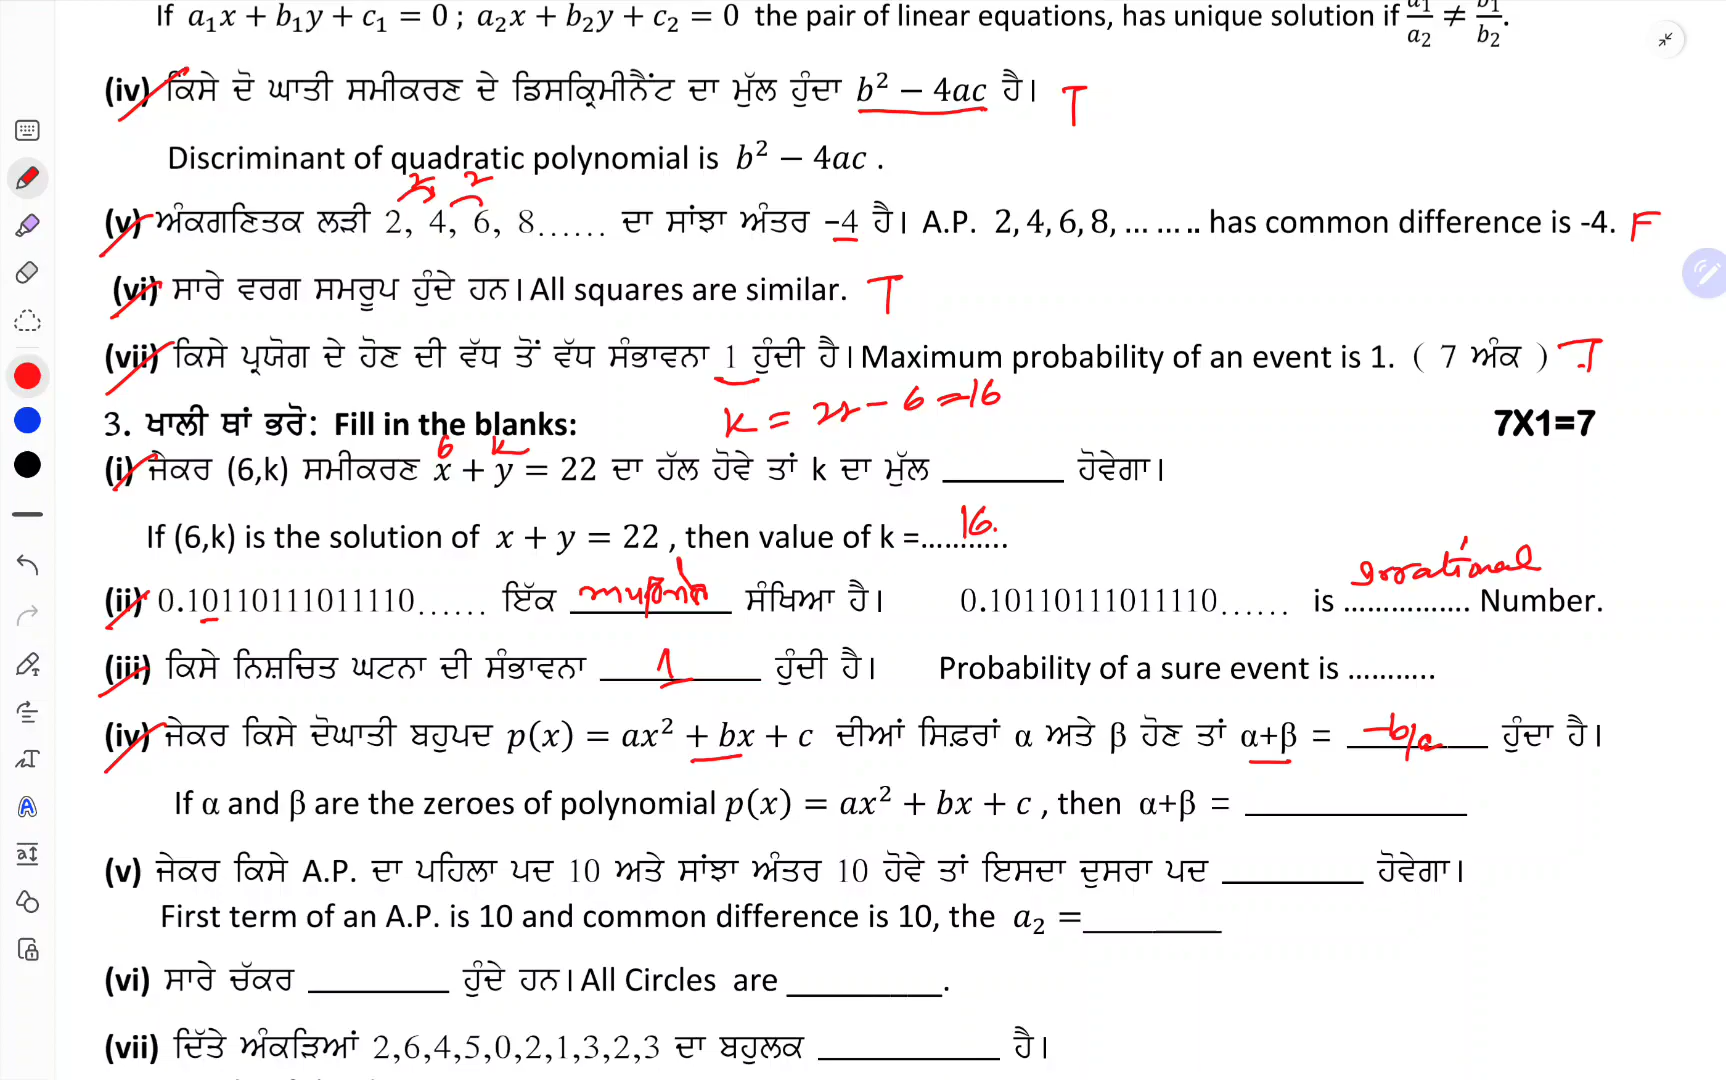 If a₁x + b₁y + c₁ = 0 ; a₂x + b₂y + c₂ = 0 the pair of linear equations, has unique solution if a₁/a₂ ≠ b₁/b₂.
(iv) ਕਿਸੇ ਦੋ ਘਾਤੀ ਸਮੀਕਰਣ ਦੇ ਡਿਸਕ੍ਰਿਮੀਨੈਂਟ ਦਾ ਮੁੱਲ ਹੁੰਦਾ b² − 4ac ਹੈ। T
Discriminant of quadratic polynomial is b² − 4ac .
2 2
(v) ਅੰਕਗਣਿਤਕ ਲੜੀ 2, 4, 6, 8...... ਦਾ ਸਾਂਝਾ ਅੰਤਰ -4 ਹੈ। A.P. 2, 4, 6, 8, ... ... .. has common difference is -4. F
(vi) ਸਾਰੇ ਵਰਗ ਸਮਰੂਪ ਹੁੰਦੇ ਹਨ। All squares are similar. T
(vii) ਕਿਸੇ ਪ੍ਰਯੋਗ ਦੇ ਹੋਣ ਦੀ ਵੱਧ ਤੋਂ ਵੱਧ ਸੰਭਾਵਨਾ 1 ਹੁੰਦੀ ਹੈ। Maximum probability of an event is 1. ( 7 ਅੰਕ ) T
K = 22 - 6 = 16
3. ਖਾਲੀ ਥਾਂ ਭਰੋ: Fill in the blanks: 7X1=7
6 k
(i) ਜੇਕਰ (6,k) ਸਮੀਕਰਣ x + y = 22 ਦਾ ਹੱਲ ਹੋਵੇ ਤਾਂ k ਦਾ ਮੁੱਲ ________ ਹੋਵੇਗਾ।
If (6,k) is the solution of x + y = 22 , then value of k =........... 16.
(ii) 0.10110111011110...... ਇੱਕ _________ ਸੰਖਿਆ ਹੈ। 0.10110111011110...... is ................ Number. irrational
(iii) ਕਿਸੇ ਨਿਸ਼ਚਿਤ ਘਟਨਾ ਦੀ ਸੰਭਾਵਨਾ ____1____ ਹੁੰਦੀ ਹੈ। Probability of a sure event is ...........
(iv) ਜੇਕਰ ਕਿਸੇ ਦੋਘਾਤੀ ਬਹੁਪਦ p(x) = ax² + bx + c ਦੀਆਂ ਸਿਫ਼ਰਾਂ α ਅਤੇ β ਹੋਣ ਤਾਂ α+β = -b/a ਹੁੰਦਾ ਹੈ।
If α and β are the zeroes of polynomial p(x) = ax² + bx + c , then α+β = _____________
(v) ਜੇਕਰ ਕਿਸੇ A.P. ਦਾ ਪਹਿਲਾ ਪਦ 10 ਅਤੇ ਸਾਂਝਾ ਅੰਤਰ 10 ਹੋਵੇ ਤਾਂ ਇਸਦਾ ਦੁਸਰਾ ਪਦ ________ ਹੋਵੇਗਾ।
First term of an A.P. is 10 and common difference is 10, the a₂ =________
(vi) ਸਾਰੇ ਚੱਕਰ ________ ਹੁੰਦੇ ਹਨ। All Circles are _________.
(vii) ਦਿੱਤੇ ਅੰਕੜਿਆਂ 2,6,4,5,0,2,1,3,2,3 ਦਾ ਬਹੁਲਕ __________ ਹੈ।